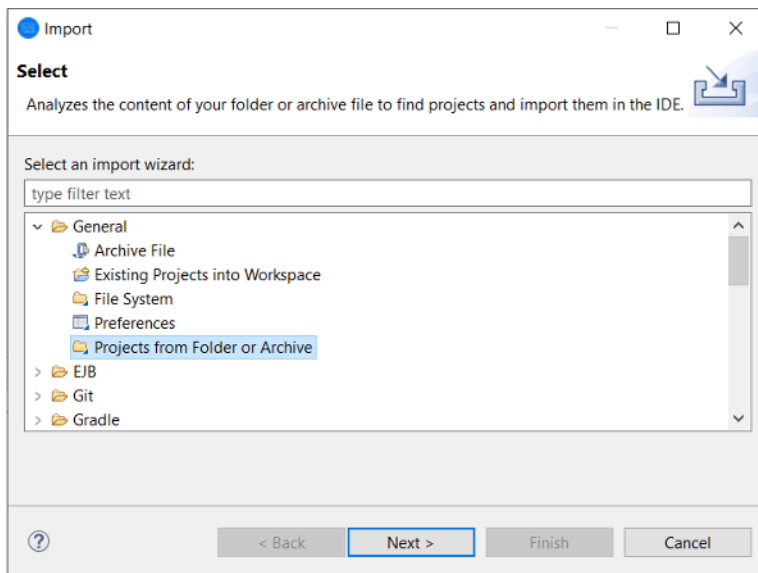 Import
Select
Analyzes the content of your folder or archive file to find projects and import them in the IDE.
Select an import wizard:
type filter text
General
Archive File
Existing Projects into Workspace
File System
Preferences
Projects from Folder or Archive
EJB
Git
Gradle
< Back Next > Finish Cancel